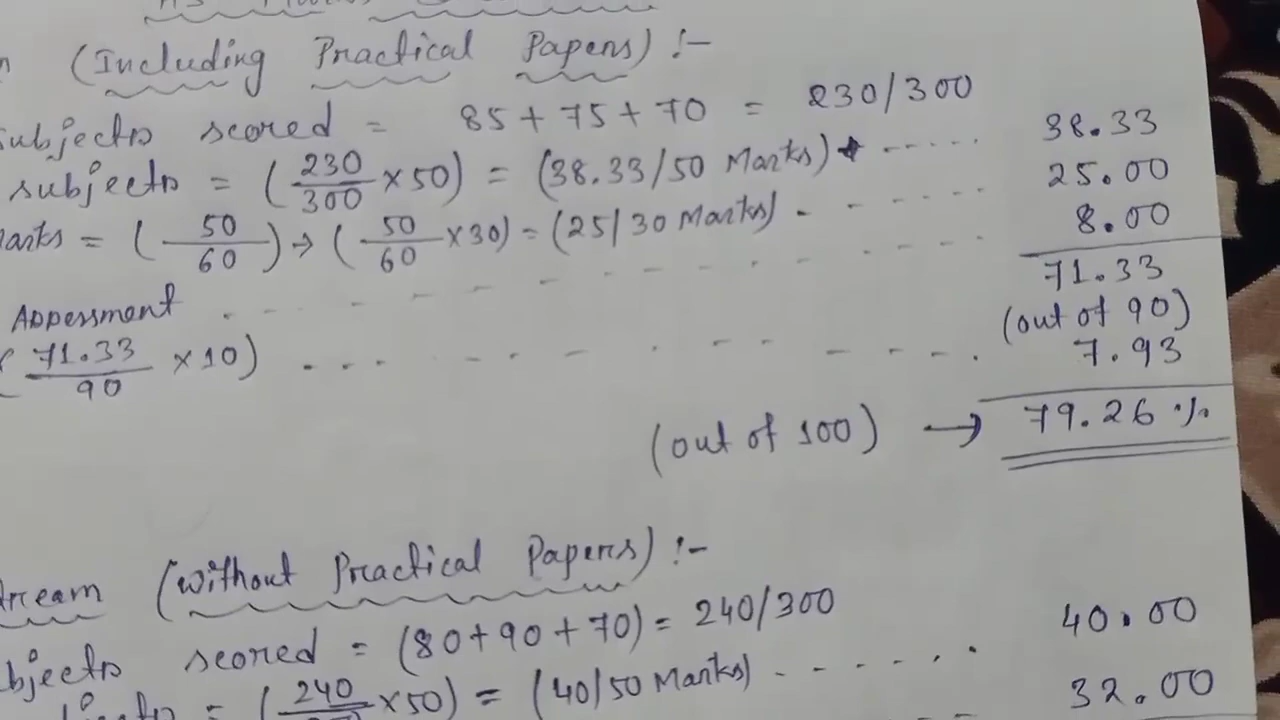 (Including Practical Papers) :-
subjects scored = 85 + 75 + 70 = 230/300
subjects = (230/300 × 50) = (38.33/50 Marks) ...... 38.33
Marks = (50/60) → (50/60 × 30) = (25/30 Marks) - - - - - 25.00
Assessment - - - - - - - - - - 8.00
71.33
(out of 90)
(71.33/90 × 10) . . . - - - - - - - - 7.93
(out of 100) → 79.26 %
(Without Practical Papers) :-
scored = (80+90+70) = 240/300
= (240/ × 50) = (40/50 Marks) - - - - - . . 40.00
32.00